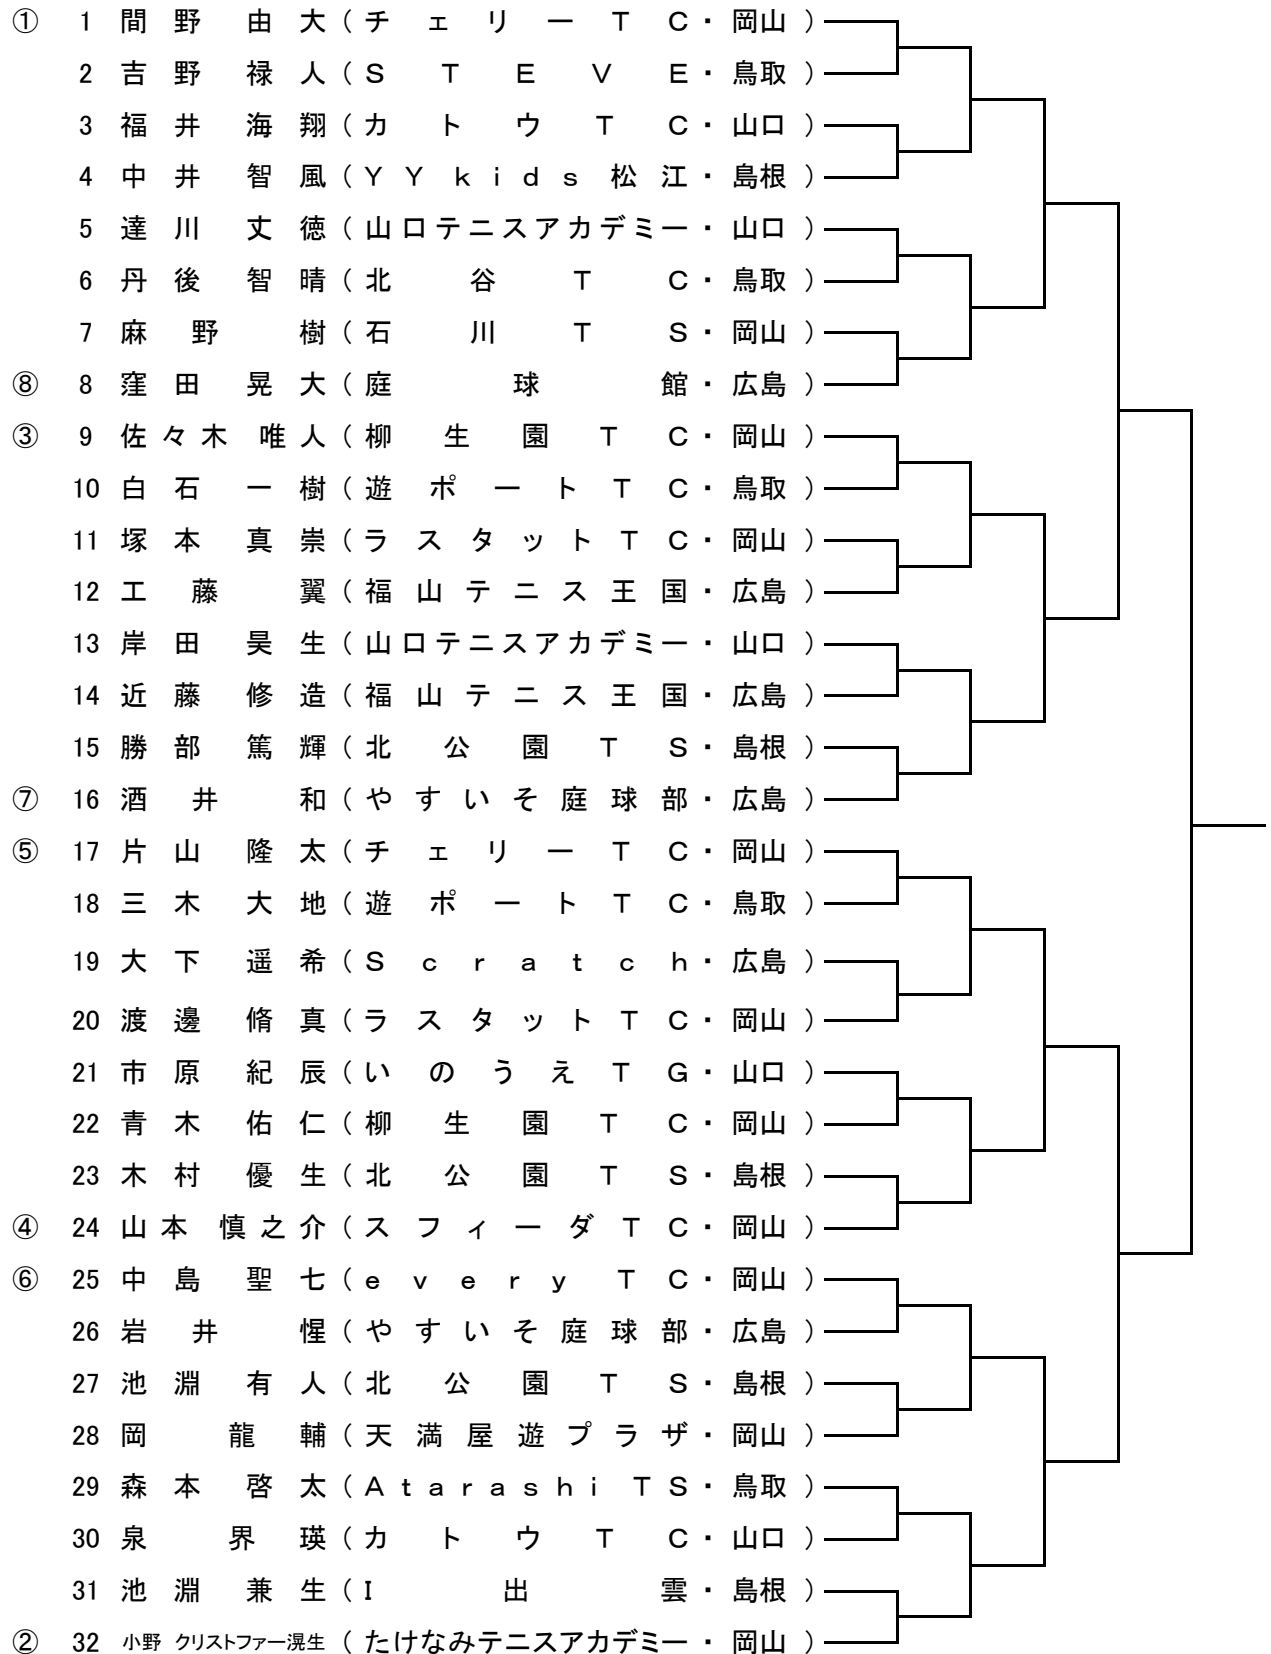 ① 1 間野 由大 (チェリーTC・岡山)
2 吉野 禄人 (STEVE・鳥取)
3 福井 海翔 (カトウTC・山口)
4 中井 智風 (YYkids松江・島根)
5 達川 丈徳 (山口テニスアカデミー・山口)
6 丹後 智晴 (北谷TC・鳥取)
7 麻野 樹 (石川TS・岡山)
⑧ 8 窪田 晃大 (庭球館・広島)
③ 9 佐々木 唯人 (柳生園TC・岡山)
10 白石 一樹 (遊ポートTC・鳥取)
11 塚本 真崇 (ラスタットTC・岡山)
12 工藤 翼 (福山テニス王国・広島)
13 岸田 昊生 (山口テニスアカデミー・山口)
14 近藤 修造 (福山テニス王国・広島)
15 勝部 篤輝 (北公園TS・島根)
⑦ 16 酒井 和 (やすいそ庭球部・広島)
⑤ 17 片山 隆太 (チェリーTC・岡山)
18 三木 大地 (遊ポートTC・鳥取)
19 大下 遥希 (Scratch・広島)
20 渡邊 脩真 (ラスタットTC・岡山)
21 市原 紀辰 (いのうえTG・山口)
22 青木 佑仁 (柳生園TC・岡山)
23 木村 優生 (北公園TS・島根)
④ 24 山本 慎之介 (スフィーダTC・岡山)
⑥ 25 中島 聖七 (everyTC・岡山)
26 岩井 惺 (やすいそ庭球部・広島)
27 池淵 有人 (北公園TS・島根)
28 岡 龍輔 (天満屋遊プラザ・岡山)
29 森本 啓太 (Atarashi TS・鳥取)
30 泉 界瑛 (カトウTC・山口)
31 池淵 兼生 (I出雲・島根)
② 32 小野 クリストファー滉生 (たけなみテニスアカデミー・岡山)